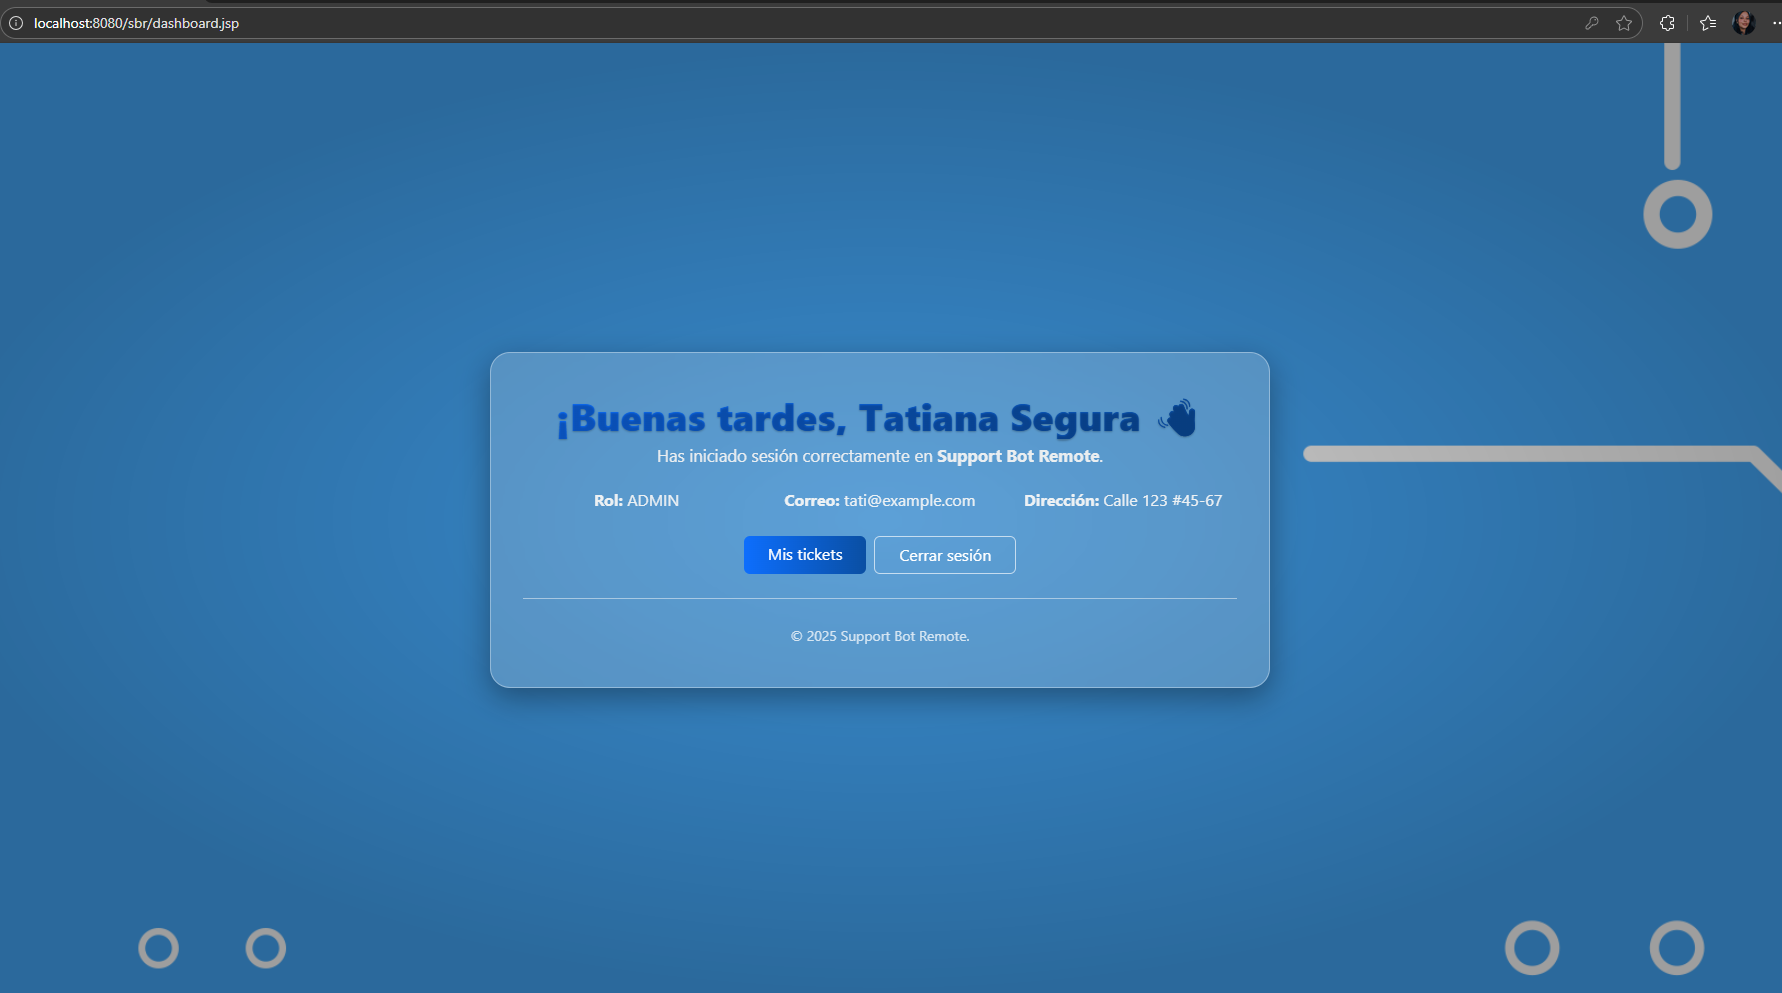 localhost:8080/sbr/dashboard.jsp
¡Buenas tardes, Tatiana Segura 👋
Has iniciado sesión correctamente en Support Bot Remote.
Rol: ADMIN Correo: tati@example.com Dirección: Calle 123 #45-67
Mis tickets Cerrar sesión
© 2025 Support Bot Remote.